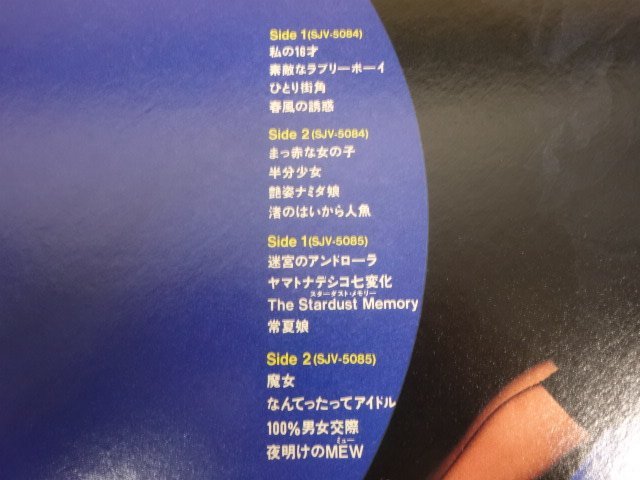 Side 1(SJV-5084)
私の16才
素敵なラブリーボーイ
ひとり街角
春風の誘惑
Side 2(SJV-5084)
まっ赤な女の子
半分少女
艶姿ナミダ娘
渚のはいから人魚
Side 1(SJV-5085)
迷宮のアンドローラ
ヤマトナデシコ七変化
スターダスト・メモリー
The Stardust Memory
常夏娘
Side 2(SJV-5085)
魔女
なんてったってアイドル
100%男女交際
ミュー
夜明けのMEW